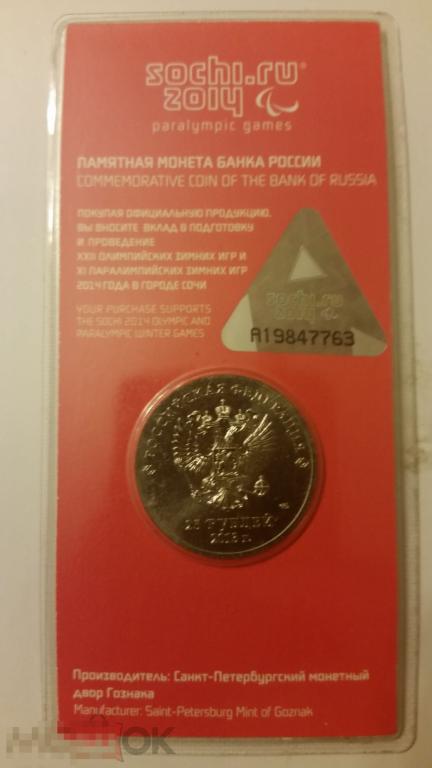 sochi.ru
2014
paralympic games
ПАМЯТНАЯ МОНЕТА БАНКА РОССИИ
COMMEMORATIVE COIN OF THE BANK OF RUSSIA
ПОКУПАЯ ОФИЦИАЛЬНУЮ ПРОДУКЦИЮ,
ВЫ ВНОСИТЕ ВКЛАД В ПОДГОТОВКУ
И ПРОВЕДЕНИЕ
XXII ОЛИМПИЙСКИХ ЗИМНИХ ИГР И
XI ПАРАЛИМПИЙСКИХ ЗИМНИХ ИГР
2014 ГОДА В ГОРОДЕ СОЧИ
YOUR PURCHASE SUPPORTS
THE SOCHI 2014 OLYMPIC AND
PARALYMPIC WINTER GAMES
sochi.ru
2014
A19847763
РОССИЙСКАЯ ФЕДЕРАЦИЯ
25 РУБЛЕЙ
2013 г.
Производитель: Санкт-Петербургский монетный
двор Гознака
Manufacturer: Saint-Petersburg Mint of Goznak